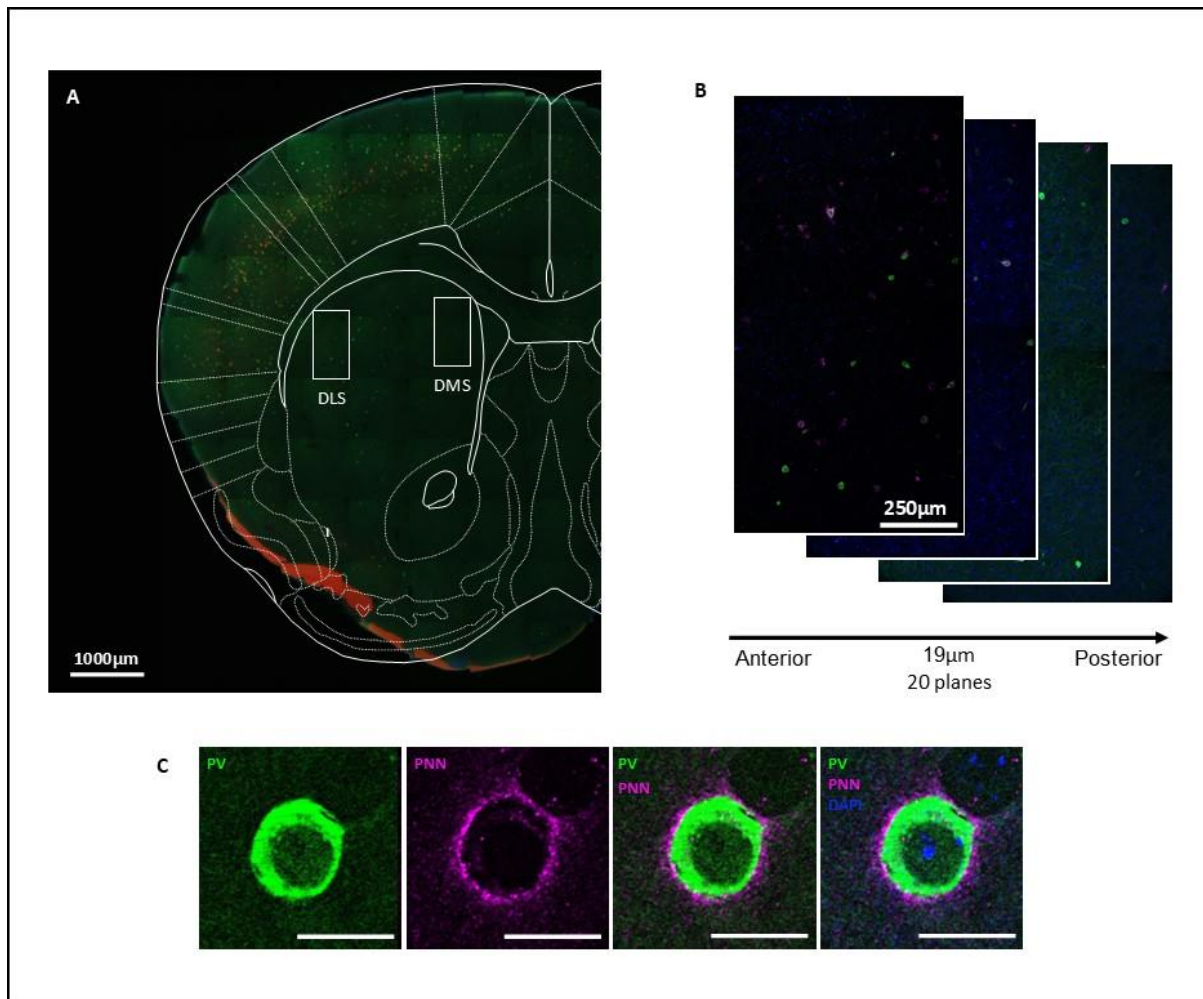 A
DLS
DMS
1000µm
B
250µm
Anterior
19µm
20 planes
Posterior
C
PV
PNN
PV
PNN
PV
PNN
DAPI